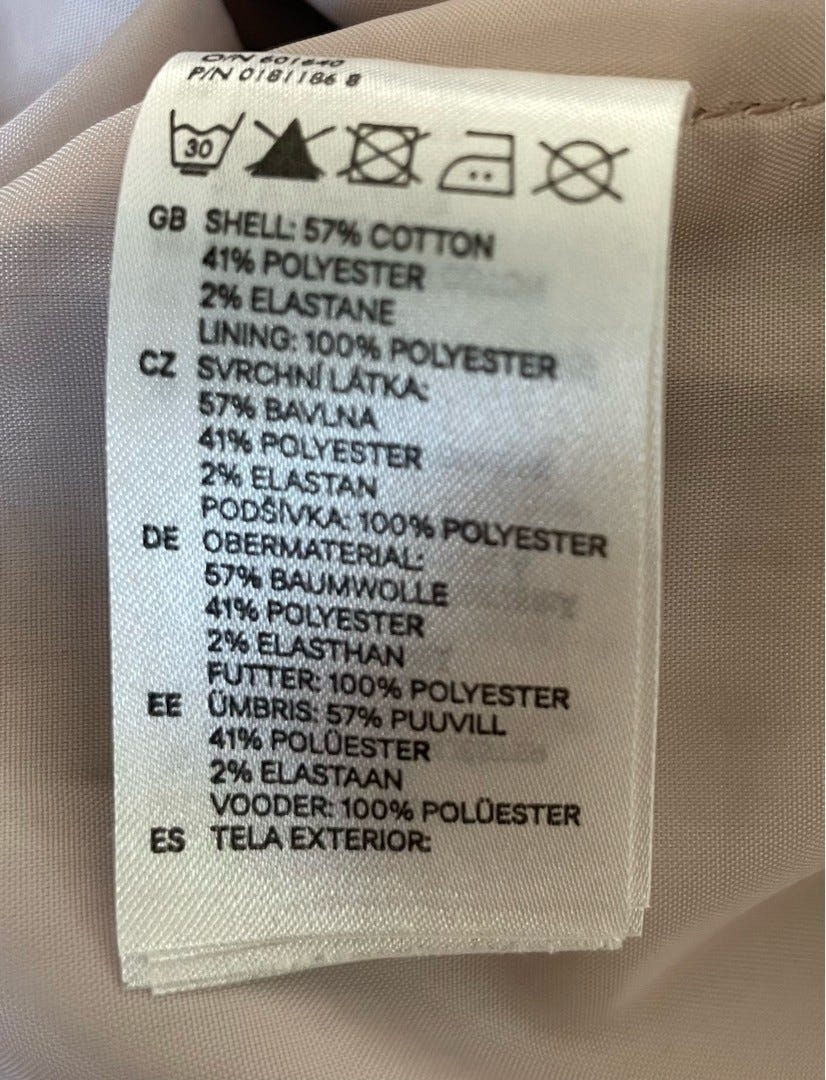 O/N 601640
P/N 0181186 8
30
GB SHELL: 57% COTTON
41% POLYESTER
2% ELASTANE
LINING: 100% POLYESTER
CZ SVRCHNÍ LÁTKA:
57% BAVLNA
41% POLYESTER
2% ELASTAN
PODŠÍVKA: 100% POLYESTER
DE OBERMATERIAL:
57% BAUMWOLLE
41% POLYESTER
2% ELASTHAN
FUTTER: 100% POLYESTER
EE ÜMBRIS: 57% PUUVILL
41% POLÜESTER
2% ELASTAAN
VOODER: 100% POLÜESTER
ES TELA EXTERIOR: